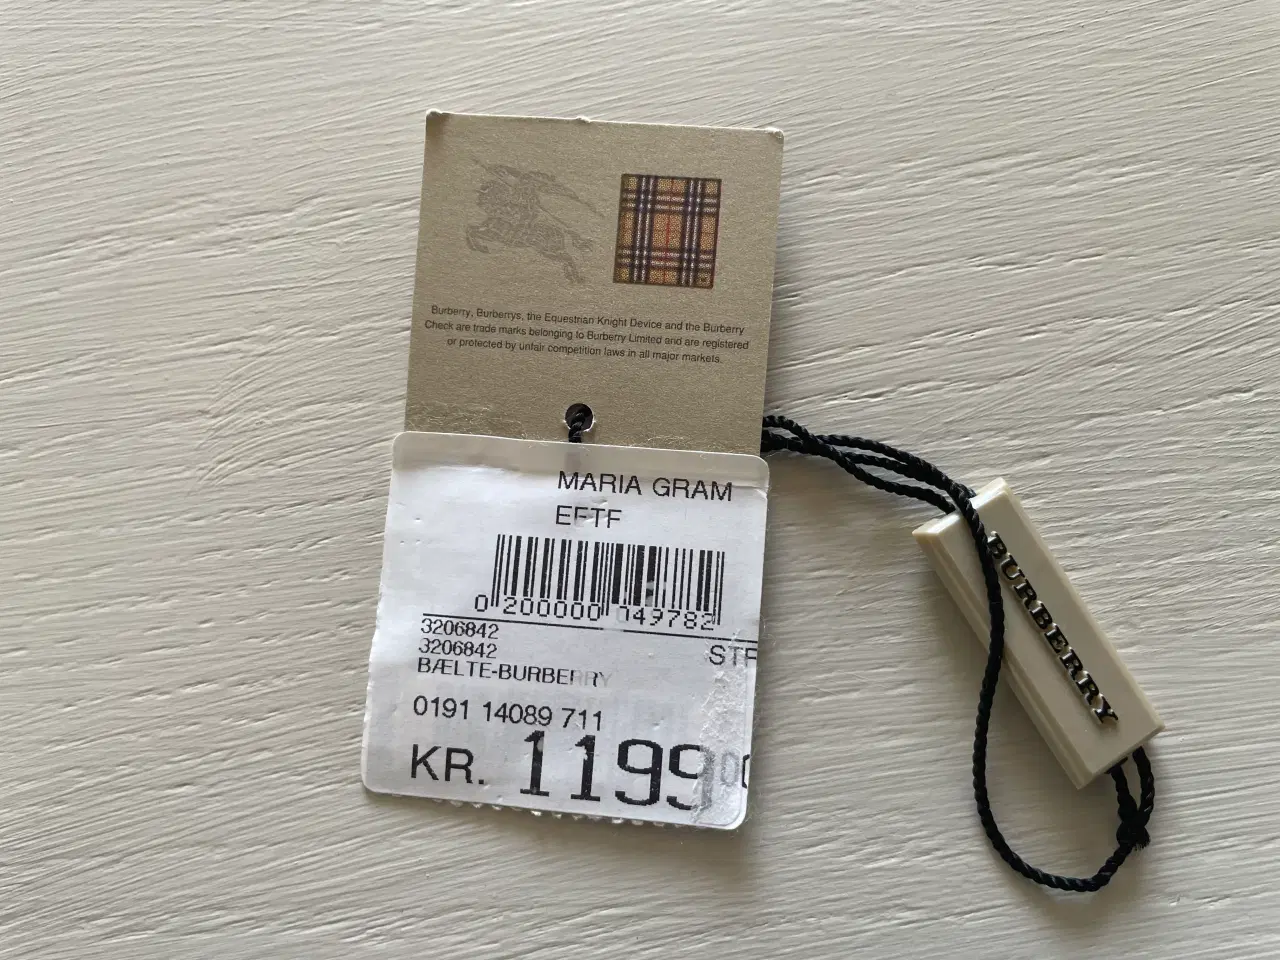 Burberry, Burberrys, the Equestrian Knight Device and the Burberry
Check are trade marks belonging to Burberry Limited and are registered
or protected by unfair competition laws in all major markets.
MARIA GRAM
EFTF
0 200000 149782
3206842
3206842
STR
BÆLTE-BURBERRY
0191 14089 711
KR. 1199 00
BURBERRY